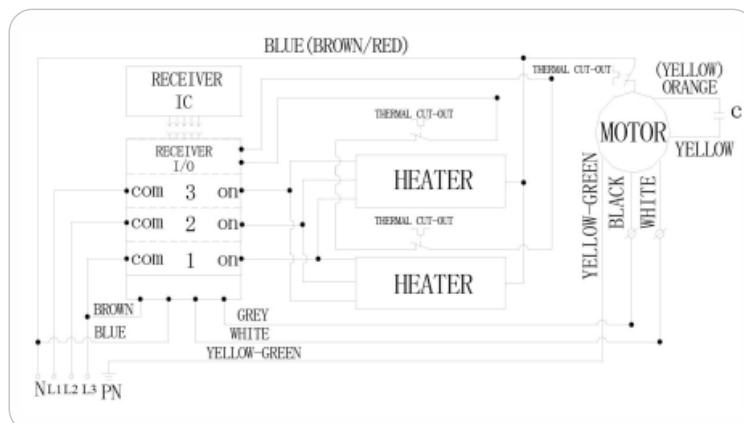 BLUE(BROWN/RED)
RECEIVER
IC
THERMAL CUT-OUT
(YELLOW)
ORANGE
C
THERMAL CUT-OUT
MOTOR
RECEIVER
I/O
YELLOW
HEATER
com 3 on
YELLOW-GREEN
BLACK
WHITE
com 2 on
THERMAL CUT-OUT
com 1 on
HEATER
BROWN
GREY
BLUE
WHITE
YELLOW-GREEN
N L1 L2 L3 PN